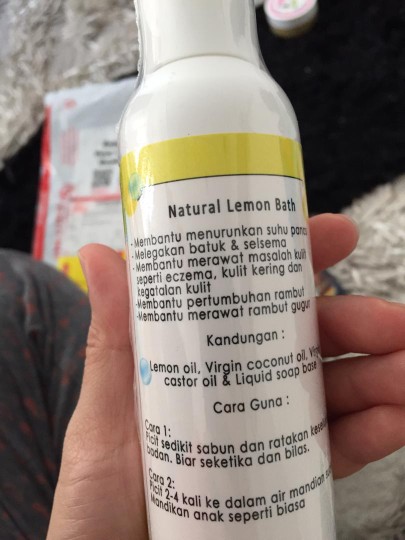 Natural Lemon Bath
-Membantu menurunkan suhu panas
-Melegakan batuk & selsema
-Membantu merawat masalah kulit
seperti eczema, kulit kering dan
kegatalan kulit
-Membantu pertumbuhan rambut
-Membantu merawat rambut gugur
Kandungan :
Lemon oil, Virgin coconut oil,
castor oil & Liquid soap base
Cara Guna :
Cara 1:
Picit sedikit sabun dan ratakan
badan. Biar seketika dan bilas.
Cara 2:
Picit 2-4 kali ke dalam air mandian
Mandikan anak seperti biasa